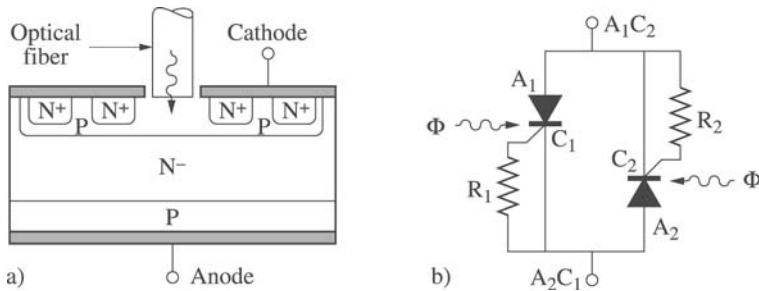 Optical
fiber
Cathode
N+ N+ N+ N+
P P
N−
P
Anode
a)
A1C2
A1
Φ
C1
R1
R2
C2
Φ
A2
A2C1
b)